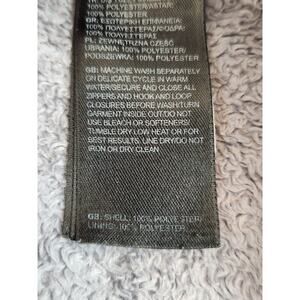 100% POLYESTER/ASTAR:
100% POLYESTER
GR: ΕΞΩΤΕΡΙΚΗ ΕΠΙΦΑΝΕΙΑ:
100% ΠΟΛΥΕΣΤΕΡΑΣ/ΦΟΔΡΑ:
100% ΠΟΛΥΕΣΤΕΡΑΣ
PL: ZEWNĘTRZNA CZĘŚĆ
UBRANIA: 100% POLYESTER/
PODSZEWKA: 100% POLYESTER
GB: MACHINE WASH SEPARATELY
ON DELICATE CYCLE IN WARM
WATER/SECURE AND CLOSE ALL
ZIPPERS AND HOOK AND LOOP
CLOSURES BEFORE WASH/TURN
GARMENT INSIDE OUT/DO NOT
USE BLEACH OR SOFTENERS/
TUMBLE DRY LOW HEAT OR FOR
BEST RESULTS, LINE DRY/DO NOT
IRON OR DRY CLEAN
GB: SHELL: 100% POLYESTER/
LINING: 100% POLYESTER